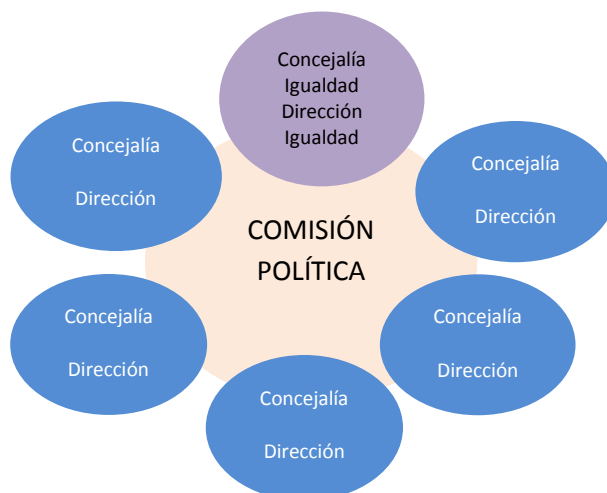 Concejalía
Igualdad
Dirección
Igualdad
Concejalía
Dirección
Concejalía
Dirección
COMISIÓN
POLÍTICA
Concejalía
Dirección
Concejalía
Dirección
Concejalía
Dirección